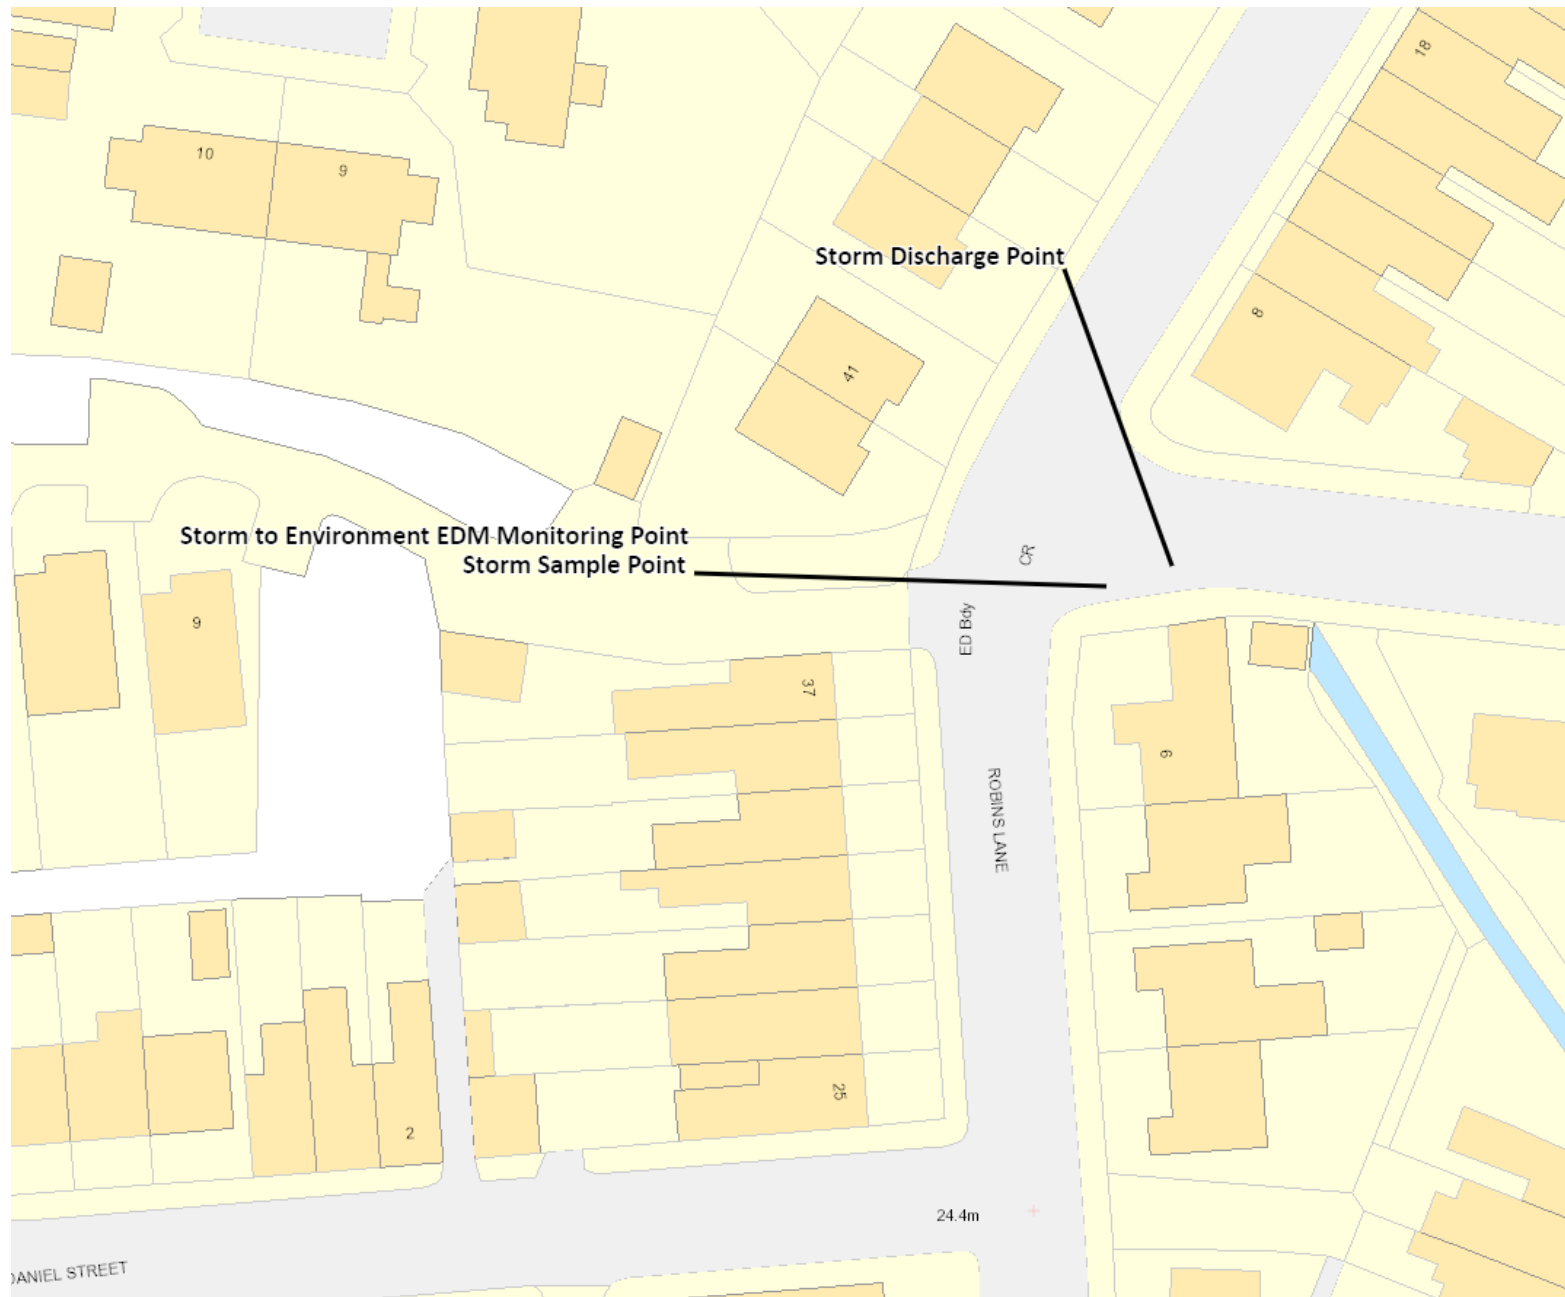 18
10
9
Storm Discharge Point
8
41
Storm to Environment EDM Monitoring Point
Storm Sample Point
CR
9
ED Bdy
37
6
ROBINS LANE
25
2
24.4m
DANIEL STREET